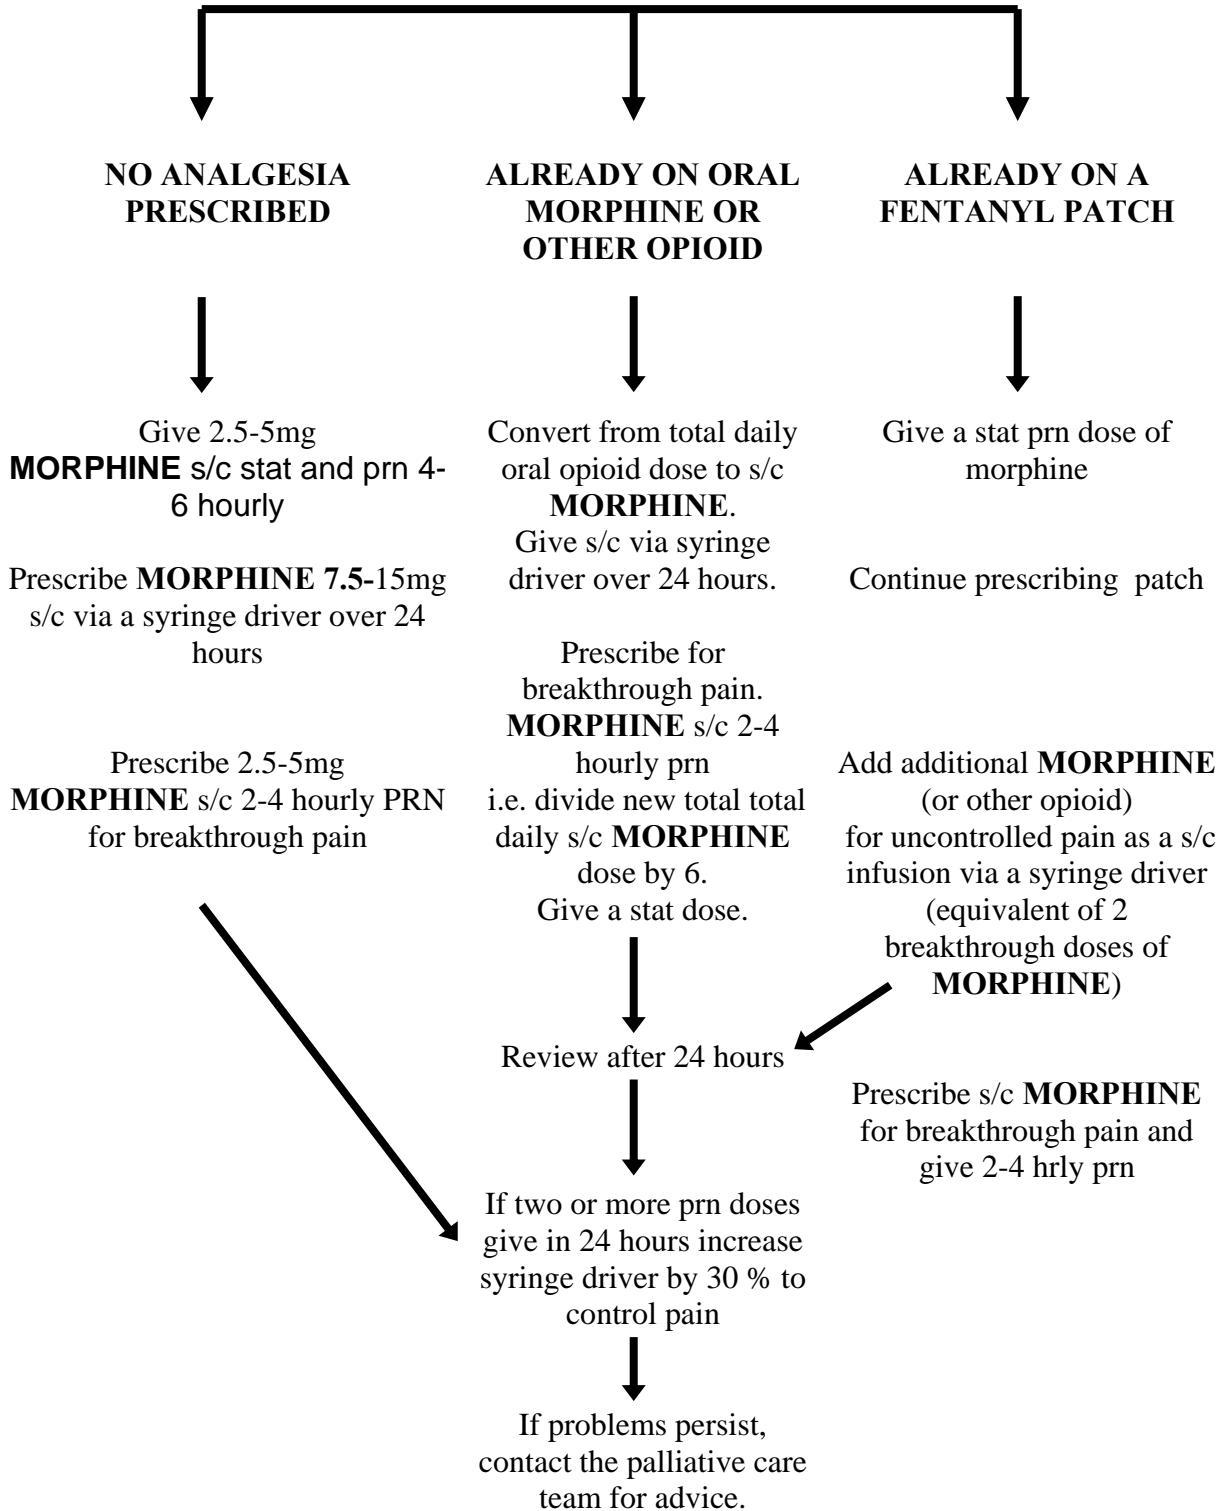 NO ANALGESIA
PRESCRIBED
Give 2.5-5mg
MORPHINE s/c stat and prn 4-
6 hourly
Prescribe MORPHINE 7.5-15mg
s/c via a syringe driver over 24
hours
Prescribe 2.5-5mg
MORPHINE s/c 2-4 hourly PRN
for breakthrough pain
ALREADY ON ORAL
MORPHINE OR
OTHER OPIOID
Convert from total daily
oral opioid dose to s/c
MORPHINE.
Give s/c via syringe
driver over 24 hours.
Prescribe for
breakthrough pain.
MORPHINE s/c 2-4
hourly prn
i.e. divide new total total
daily s/c MORPHINE
dose by 6.
Give a stat dose.
ALREADY ON A
FENTANYL PATCH
Give a stat prn dose of
morphine
Continue prescribing  patch
Add additional MORPHINE
(or other opioid)
for uncontrolled pain as a s/c
infusion via a syringe driver
(equivalent of 2
breakthrough doses of
MORPHINE)
Prescribe s/c MORPHINE
for breakthrough pain and
give 2-4 hrly prn
Review after 24 hours
If two or more prn doses
give in 24 hours increase
syringe driver by 30 % to
control pain
If problems persist,
contact the palliative care
team for advice.